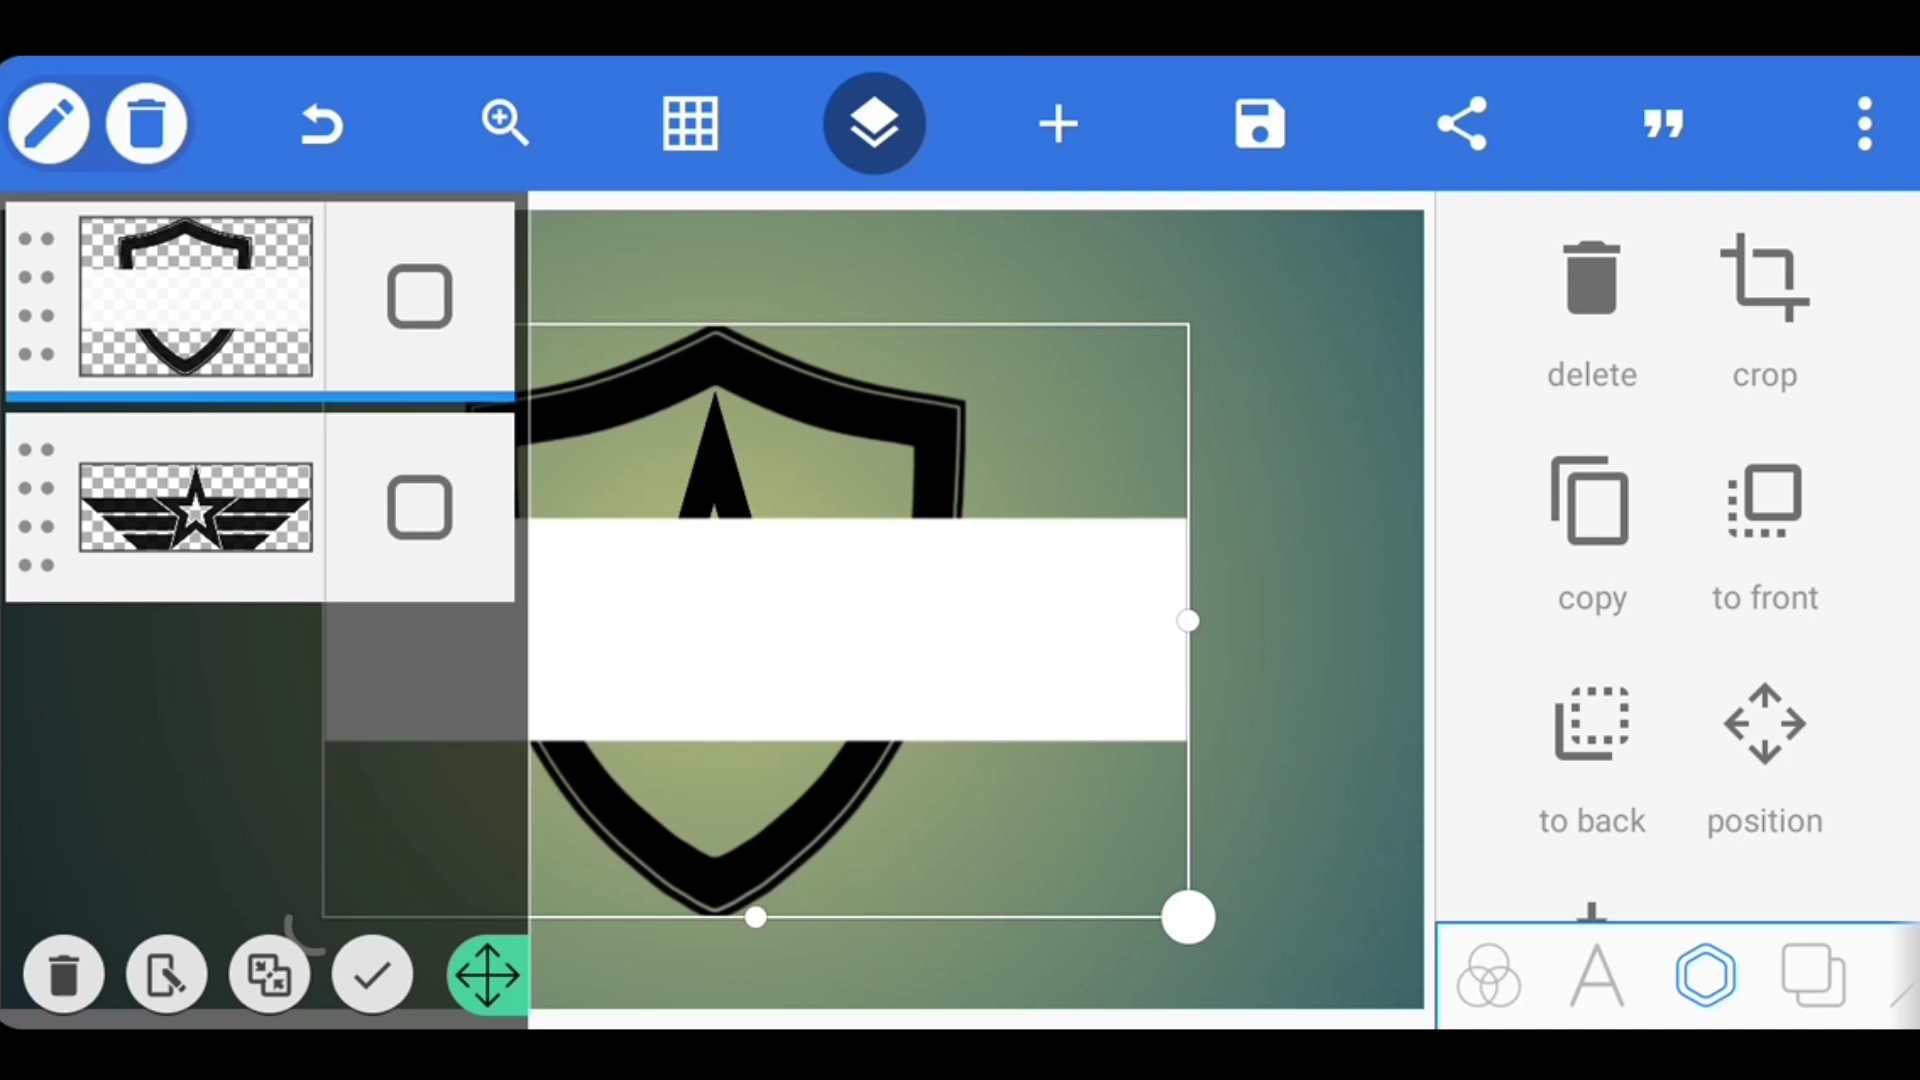 delete
crop
copy
to front
to back
position